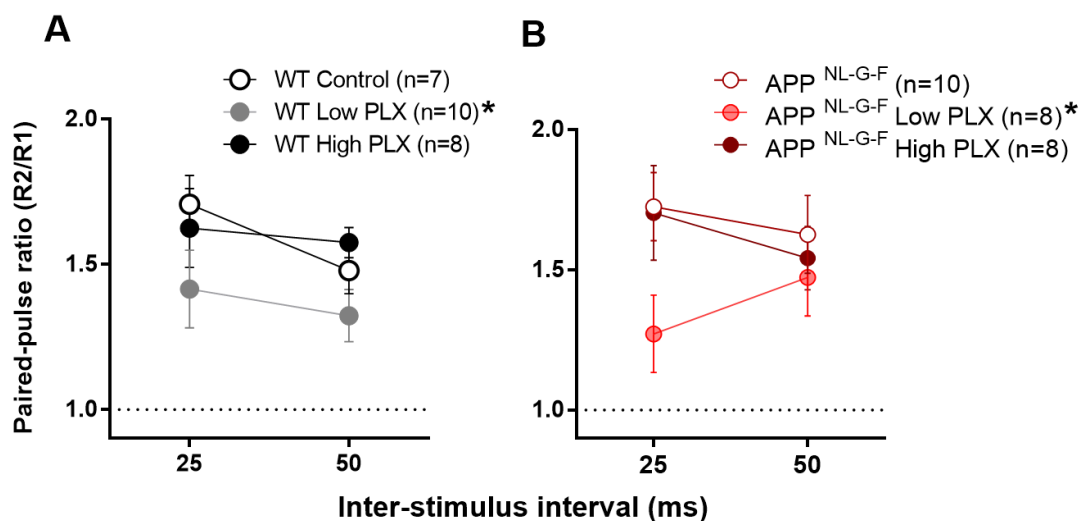 A
WT Control (n=7)
WT Low PLX (n=10)*
WT High PLX (n=8)
2.0
1.5
1.0
25
50
Paired-pulse ratio (R2/R1)
B
APP NL-G-F (n=10)
APP NL-G-F Low PLX (n=8)*
APP NL-G-F High PLX (n=8)
2.0
1.5
1.0
25
50
Inter-stimulus interval (ms)